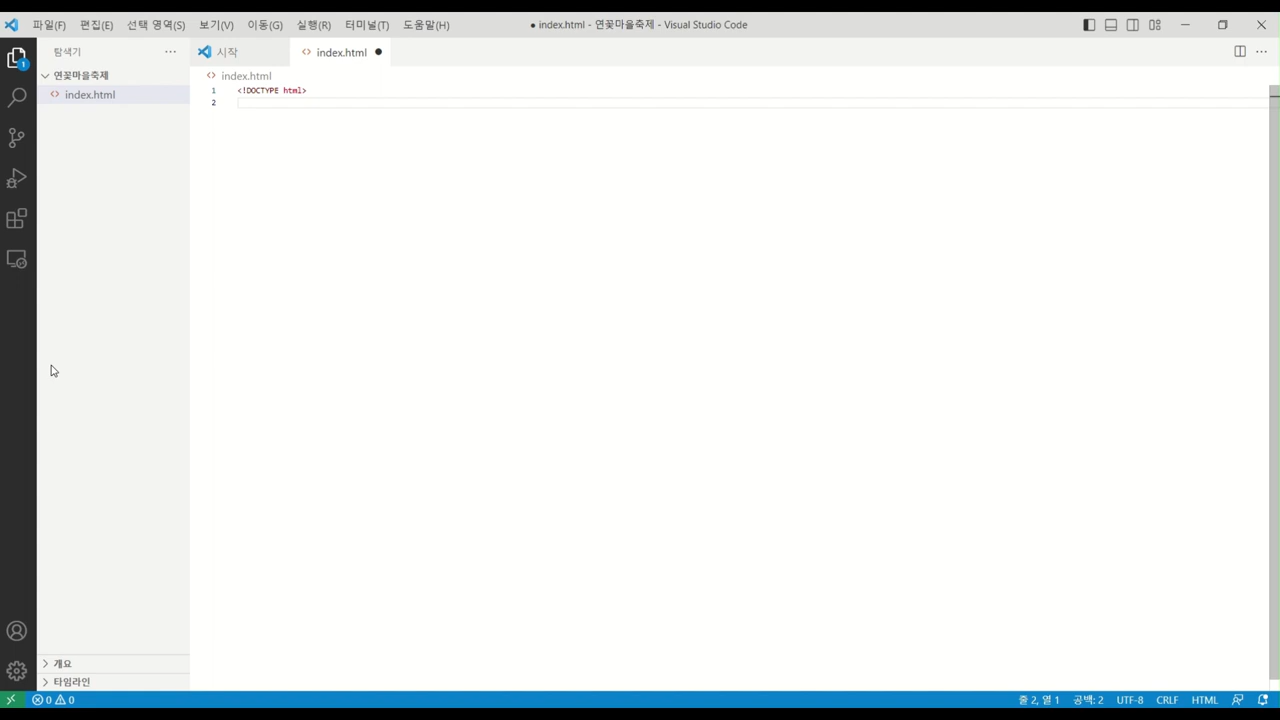 파일(F) 편집(E) 선택 영역(S) 보기(V) 이동(G) 실행(R) 터미널(T) 도움말(H) ● index.html - 연꽃마을축제 - Visual Studio Code
탐색기 ···
시작 index.html ●
연꽃마을축제
index.html
index.html
1 <!DOCTYPE html>
2
1
개요
타임라인
0 0 줄 2, 열 1 공백: 2 UTF-8 CRLF HTML